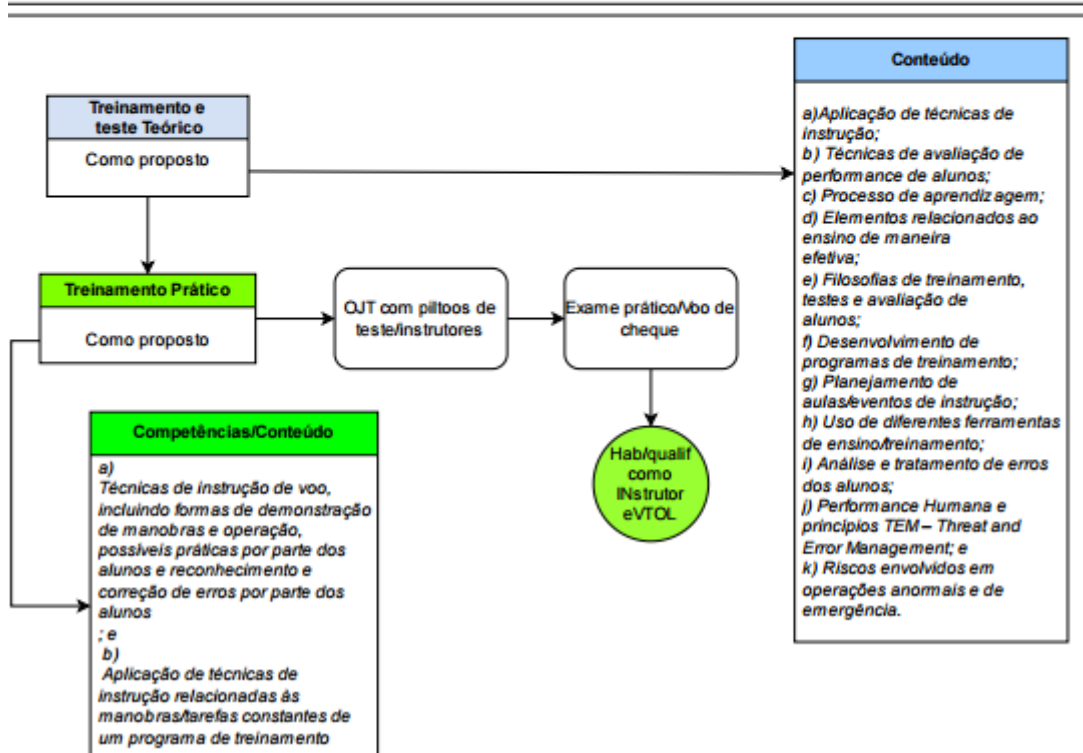 Treinamento e
teste Teórico
Como proposto
Treinamento Prático
Como proposto
OJT com piltoos de
teste/instrutores
Exame prático/Voo de
cheque
Hab/qualif
como
INstrutor
eVTOL
Competências/Conteúdo
a)
Técnicas de instrução de voo,
incluindo formas de demonstração
de manobras e operação,
possíveis práticas por parte dos
alunos e reconhecimento e
correção de erros por parte dos
alunos
; e
b)
Aplicação de técnicas de
instrução relacionadas às
manobras/tarefas constantes de
um programa de treinamento
Conteúdo
a)Aplicação de técnicas de
instrução;
b) Técnicas de avaliação de
performance de alunos;
c) Processo de aprendizagem;
d) Elementos relacionados ao
ensino de maneira
efetiva;
e) Filosofias de treinamento,
testes e avaliação de
alunos;
f) Desenvolvimento de
programas de treinamento;
g) Planejamento de
aulas/eventos de instrução;
h) Uso de diferentes ferramentas
de ensino/treinamento;
i) Análise e tratamento de erros
dos alunos;
j) Performance Humana e
princípios TEM – Threat and
Error Management; e
k) Riscos envolvidos em
operações anormais e de
emergência.